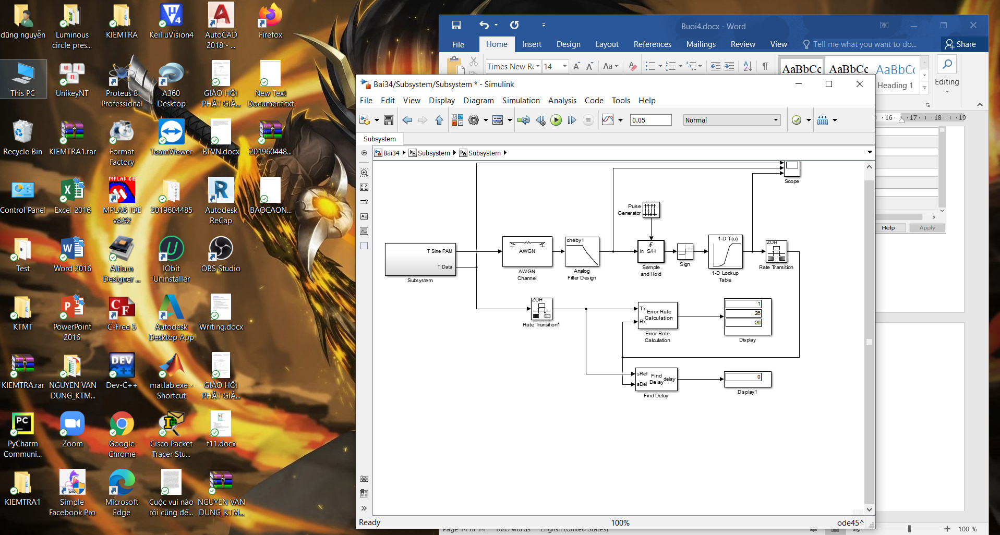 dũng nguyễn
Luminous
circle pres...
KIEMTRA
Keil uVision4
AutoCAD
2018 - ...
Firefox
This PC
UnikeyNT
Proteus 8
Professional
A360
Desktop
GIÁO HỘI
PHẬT GIÁ...
New Text
Document.txt
Recycle Bin
KIEMTRA1.rar
Format
Factory
TeamViewer
BTVN.docx
201960448...
Control Panel
Excel 2016
MPLAB IDE
v8.92
2019604485
Autodesk
ReCap
BAOCAON...
Test
Word 2016
Altium
Designer ...
IObit
Uninstaller
OBS Studio
KTMT
PowerPoint
2016
C-Free 5
Autodesk
Desktop App
Writing.docx
KIEMTRA.rar
NGUYEN VAN
DUNG_KTM...
Dev-C++
matlab.exe -
Shortcut
GIÁO HỘI
PHẬT GIÁ...
PyCharm
Communi...
Zoom
Google
Chrome
Cisco Packet
Tracer Stu...
t11.docx
KIEMTRA1
Simple
Facebook Pro
Microsoft
Edge
Cuộc vui nào
rồi cũng đế...
NGUYEN VAN
DUNG_KTM...
Buoi4.docx - Word
File Home Insert Design Layout References Mailings Review View Tell me what you want to do... Share
Times New Rc 14 Aa AaBbCc AaBbCc AaBbCc
Heading 1
Editing
16 17 18 19
Help Apply
Bai34/Subsystem/Subsystem * - Simulink
File Edit View Display Diagram Simulation Analysis Code Tools Help
0.05 Normal
Subsystem
Bai34 Subsystem Subsystem
Scope
Pulse
Generator
T Sine PAM
T Data
Subsystem
AWGN
AWGN
Channel
cheby1
Analog
Filter Design
In S/H
Sample
and Hold
Sign
1-D T(u)
1-D Lookup
Table
ZOH
Rate Transition
ZOH
Rate Transition1
Tx
Rx
Error Rate
Calculation
Error Rate
Calculation
1
26
26
Display
sRef
sDel
Find
Delay
delay
Find Delay
0
Display1
Ready 100% ode45^
Page 14 of 14 1085 words English (United States) 100 %